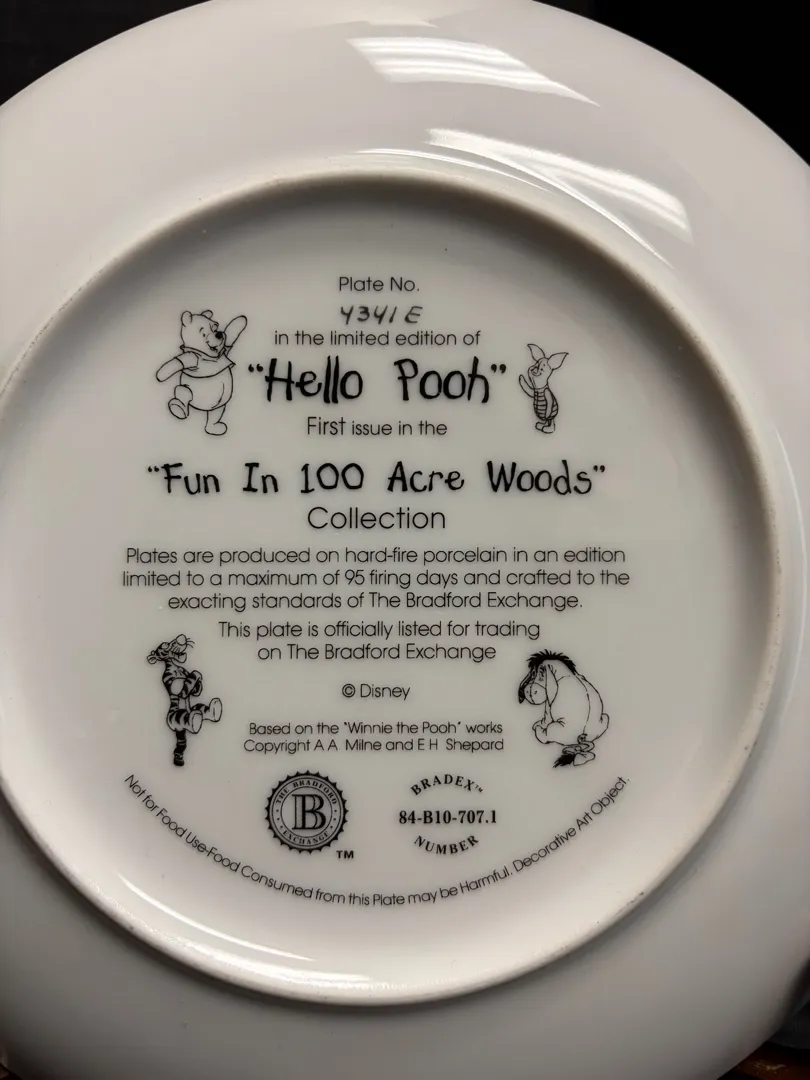 Plate No.
4341E
in the limited edition of
"Hello Pooh"
First issue in the
"Fun In 100 Acre Woods"
Collection
Plates are produced on hard-fire porcelain in an edition
limited to a maximum of 95 firing days and crafted to the
exacting standards of The Bradford Exchange.
This plate is officially listed for trading
on The Bradford Exchange
© Disney
Based on the "Winnie the Pooh" works
Copyright A A Milne and E H Shepard
THE BRADFORD
B
EXCHANGE
TM
BRADEX™
84-B10-707.1
NUMBER
Not for Food Use-Food Consumed from this Plate may be Harmful. Decorative Art Object.